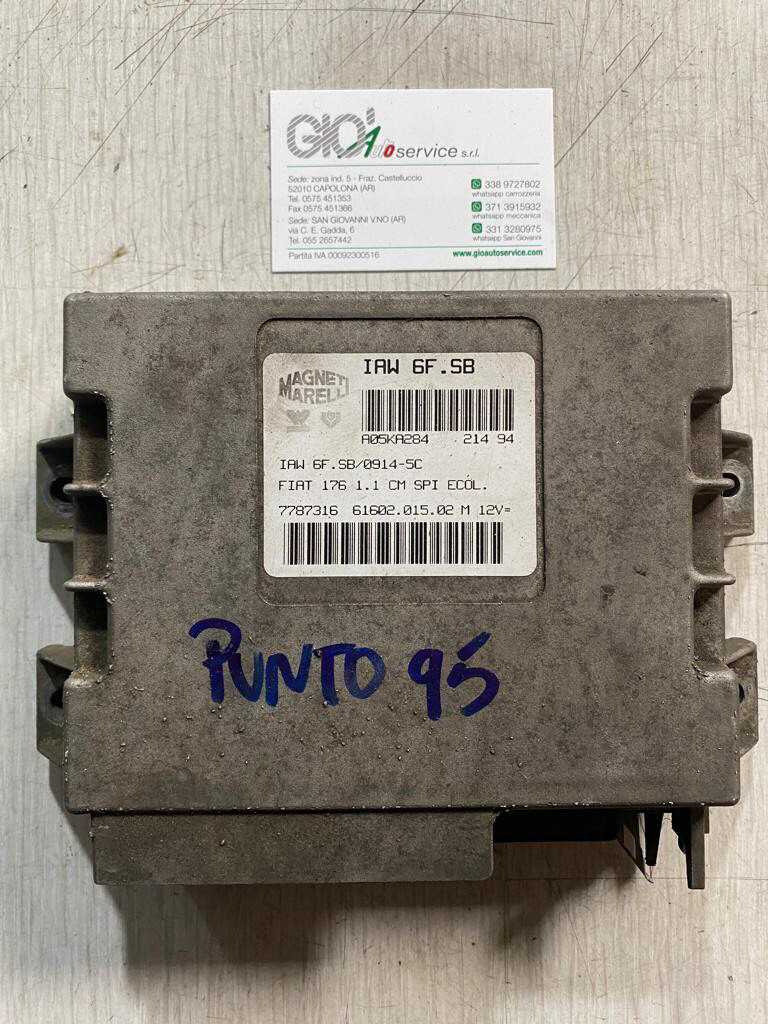 GIO' Autoservice s.r.l.
Sede: zona ind. 5 - Fraz. Castelluccio
52010 CAPOLONA (AR)
Tel. 0575 451353
Fax 0575 451366
Sede: SAN GIOVANNI V.NO (AR)
via C. E. Gadda, 6
Tel. 055 2657442
Partita IVA 00092300516
338 9727802
whatsapp carrozzeria
371 3915932
whatsapp meccanica
331 3280975
whatsapp San Giovanni
www.gioautoservice.com
IAW 6F.SB
MAGNETI
MARELLI
A05KA284 214 94
IAW 6F.SB/0914-5C
FIAT 176 1.1 CM SPI ECOL.
7787316 61602.015.02 M 12V=
PUNTO 95